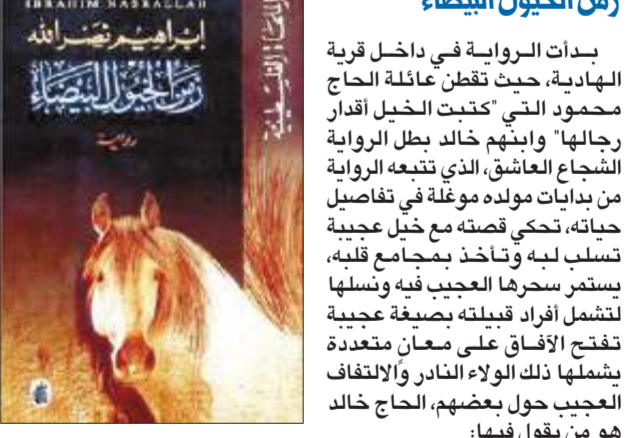 زمن الخيول البيضاء
بدأت الرواية في داخل قرية
الهادية، حيث تقطن عائلة الحاج
محمود التي "كتبت الخيل أقدار
رجالها" وابنهم خالد بطل الرواية
الشجاع العاشق، الذي تتبعه الرواية
من بدايات مولده موغلة في تفاصيل
حياته، تحكي قصته مع خيل عجيبة
تسلب لبه وتأخذ بمجامع قلبه،
يستمر سحرها العجيب فيه ونسلها
لتشمل أفراد قبيلته بصيغة عجيبة
تفتح الآفاق على معانٍ متعددة
يشملها ذلك الولاء النادر والالتفاف
العجيب حول بعضهم، الحاج خالد
هو من يقول فيها:
IBRAHIM NASRALLAH
إبراهيم نصر الله
زمن الخيول البيضاء
رواية
الملهاة الفلسطينية